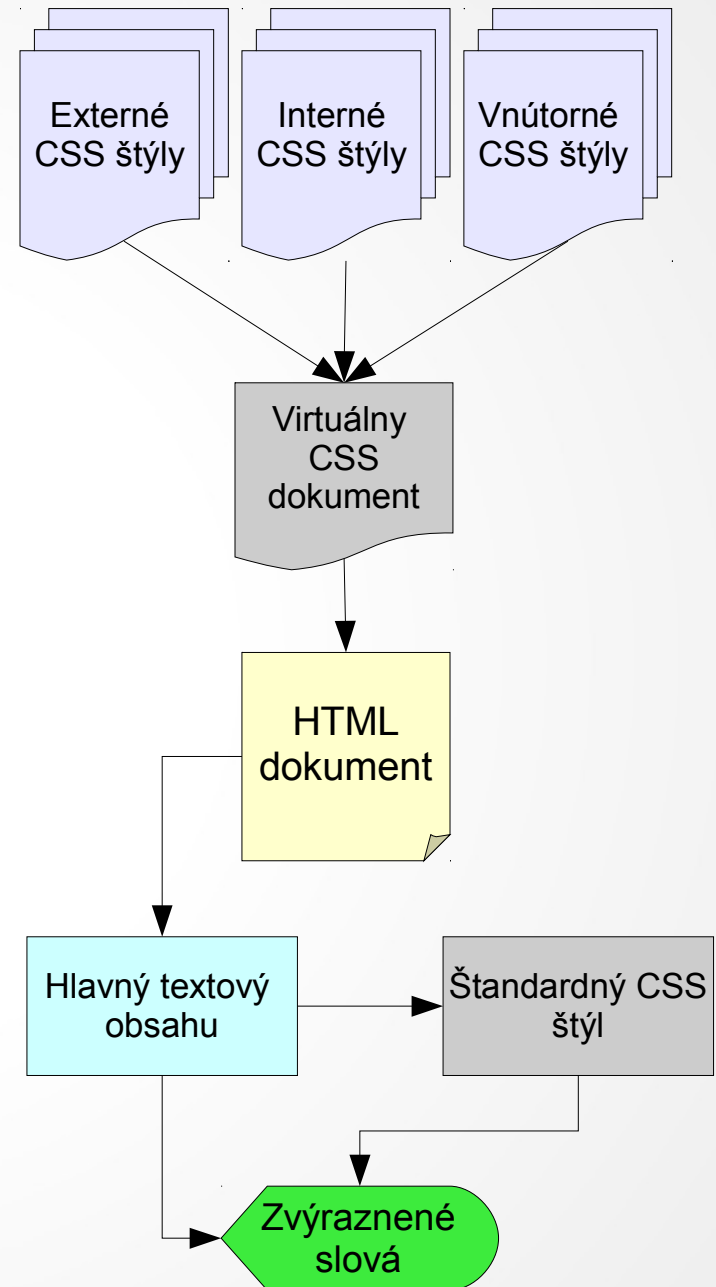 Externé
CSS štýly
Interné
CSS štýly
Vnútorné
CSS štýly
Virtuálny
CSS
dokument
HTML
dokument
Hlavný textový
obsahu
Štandardný CSS
štýl
Zvýraznené
slová